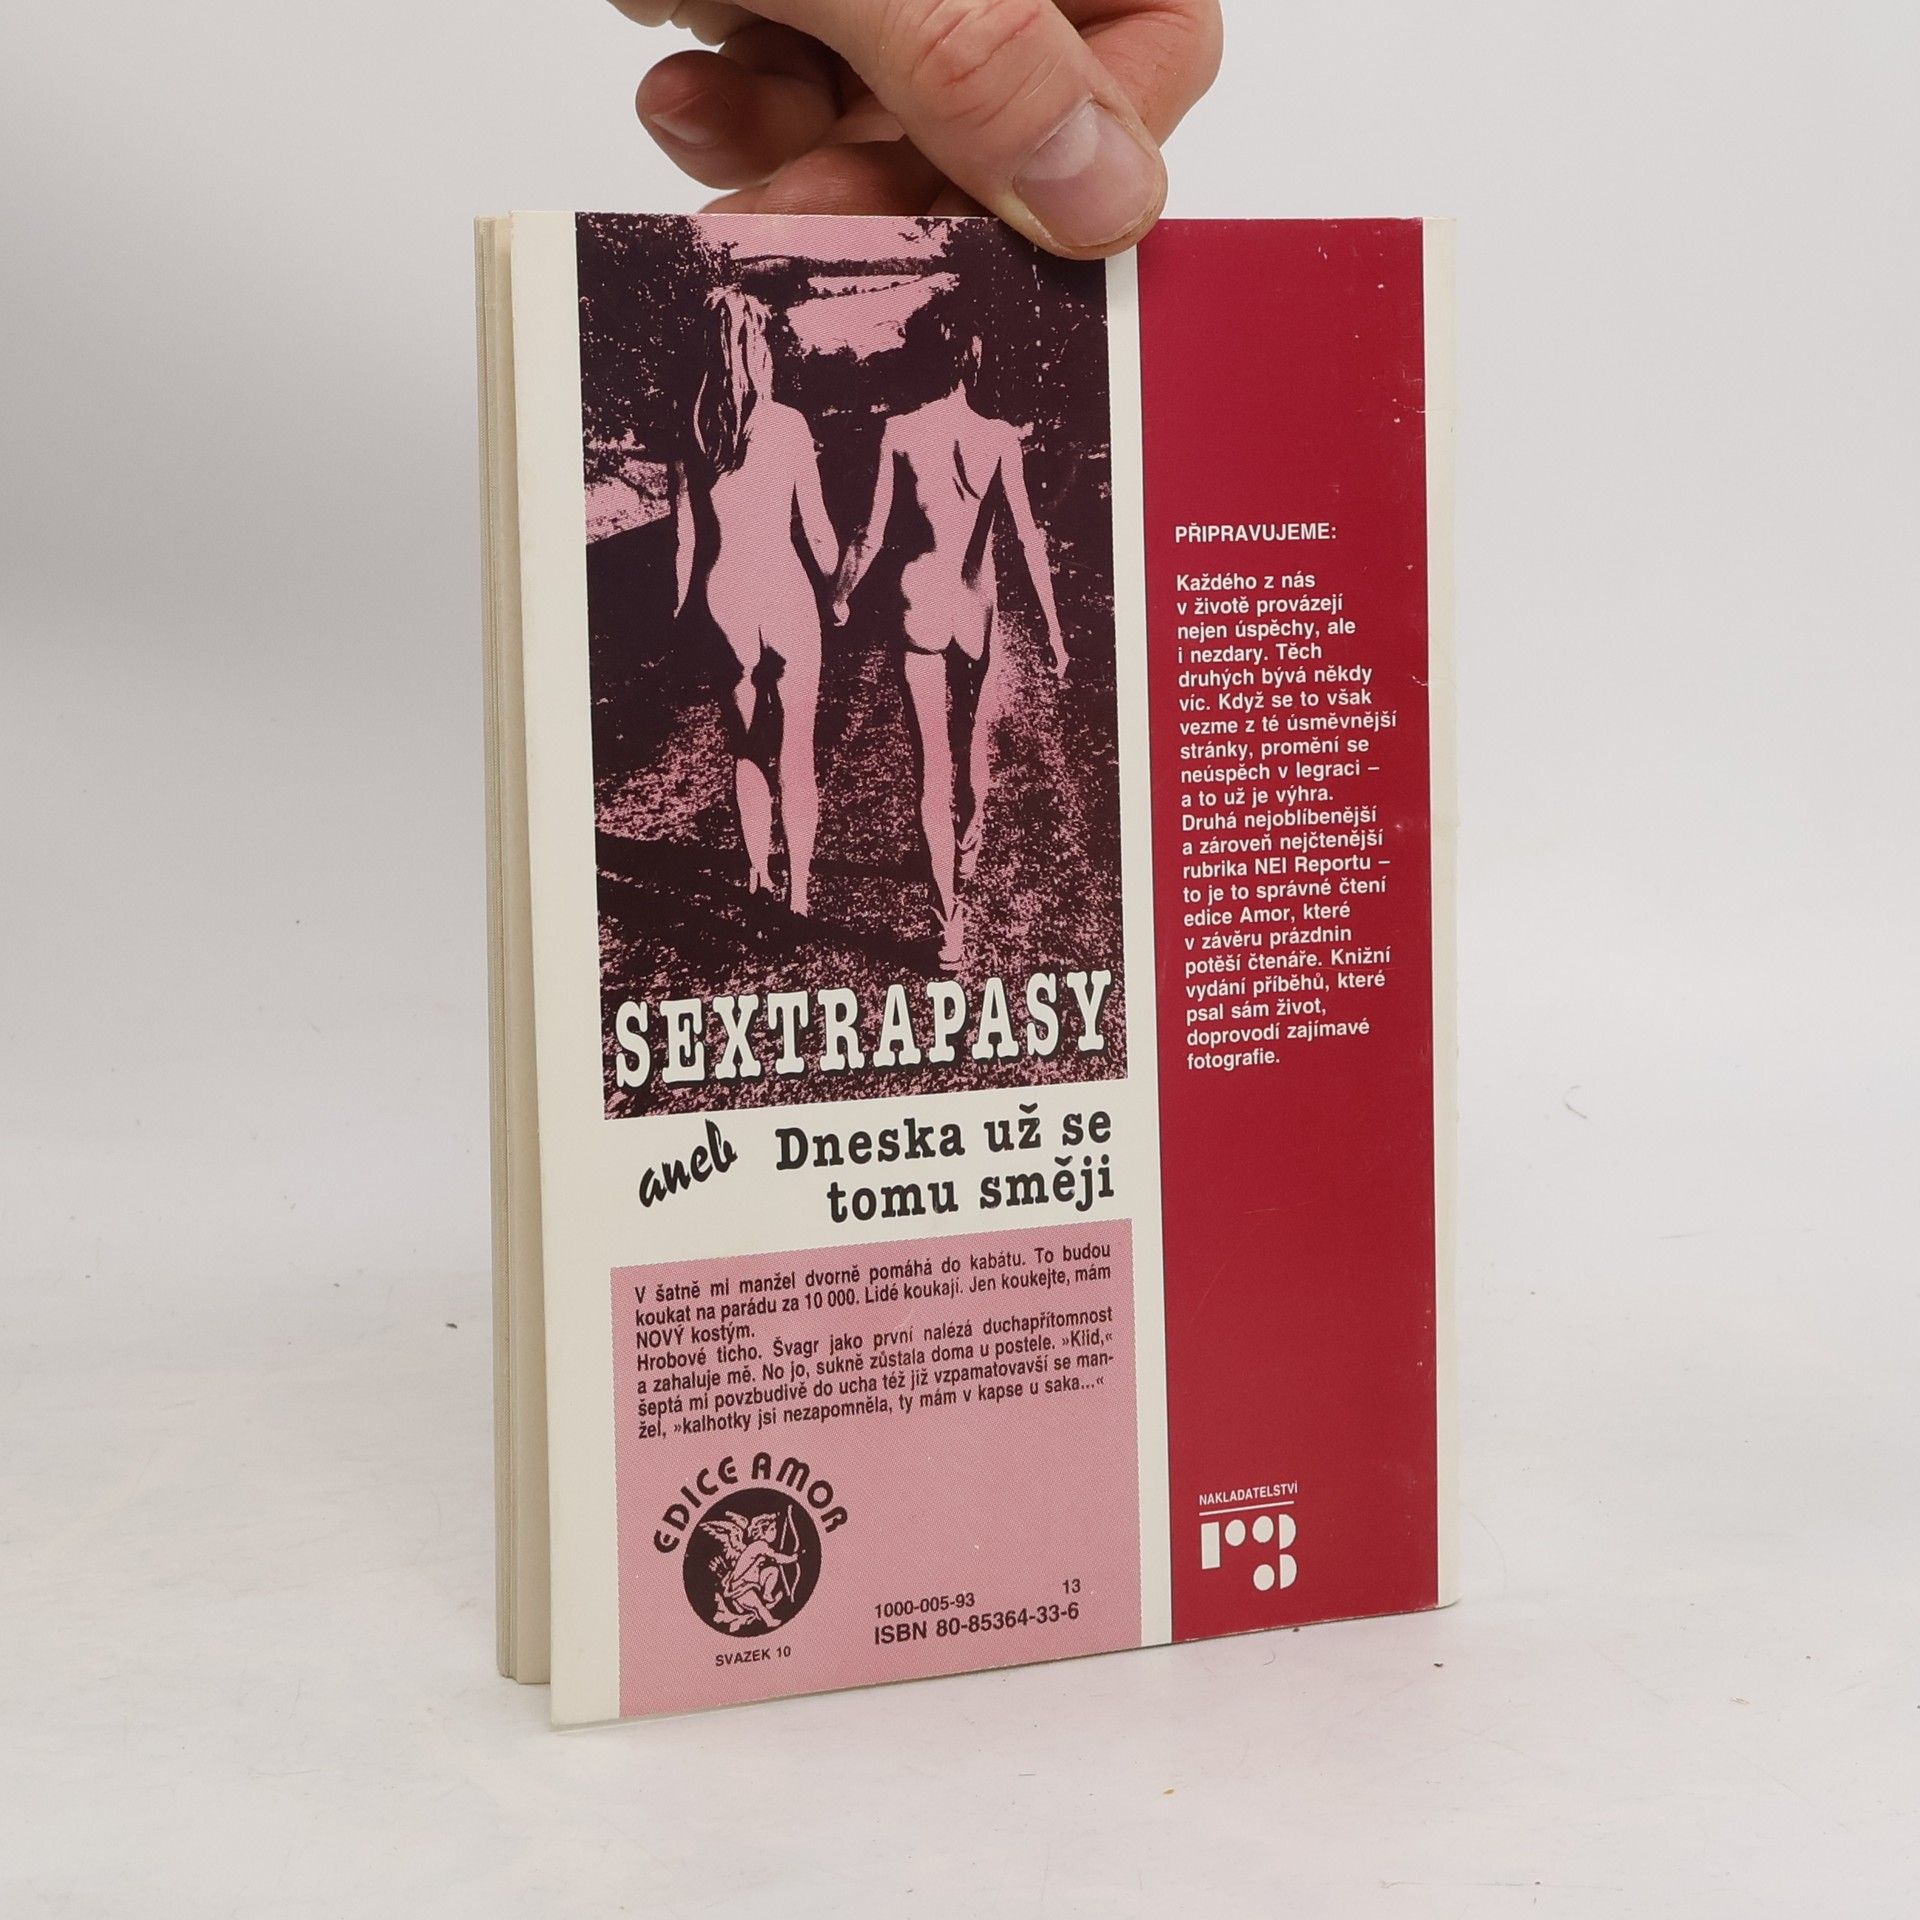 SEXTRAPASY
aneb Dneska už se
tomu směji
V šatně mi manžel dvorně pomáhá do kabátu. To budou
koukat na parádu za 10 000. Lidé koukají. Jen koukejte, mám
NOVÝ kostým.
Hrobové ticho. Švagr jako první nalézá duchapřítomnost
a zahaluje mě. No jo, sukně zůstala doma u postele. »Klid,«
šeptá mi povzbudivě do ucha též již vzpamatovavší se man-
žel, »kalhotky jsi nezapomněla, ty mám v kapse u saka...«
EDICE AMOR
SVAZEK 10
1000-005-93 13
ISBN 80-85364-33-6
PŘIPRAVUJEME:
Každého z nás
v životě provázejí
nejen úspěchy, ale
i nezdary. Těch
druhých bývá někdy
víc. Když se to však
vezme z té úsměvnější
stránky, promění se
neúspěch v legraci –
a to už je výhra.
Druhá nejoblíbenější
a zároveň nejčtenější
rubrika NEI Reportu –
to je to správné čtení
edice Amor, které
v závěru prázdnin
potěší čtenáře. Knižní
vydání příběhů, které
psal sám život,
doprovodí zajímavé
fotografie.
NAKLADATELSTVÍ